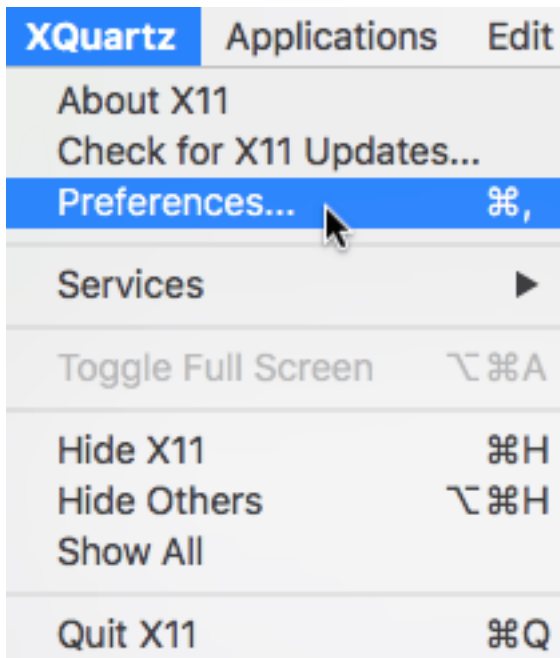 XQuartz Applications Edit
About X11
Check for X11 Updates...
Preferences... ⌘,
Services ▶
Toggle Full Screen ⌥⌘A
Hide X11 ⌘H
Hide Others ⌥⌘H
Show All
Quit X11 ⌘Q